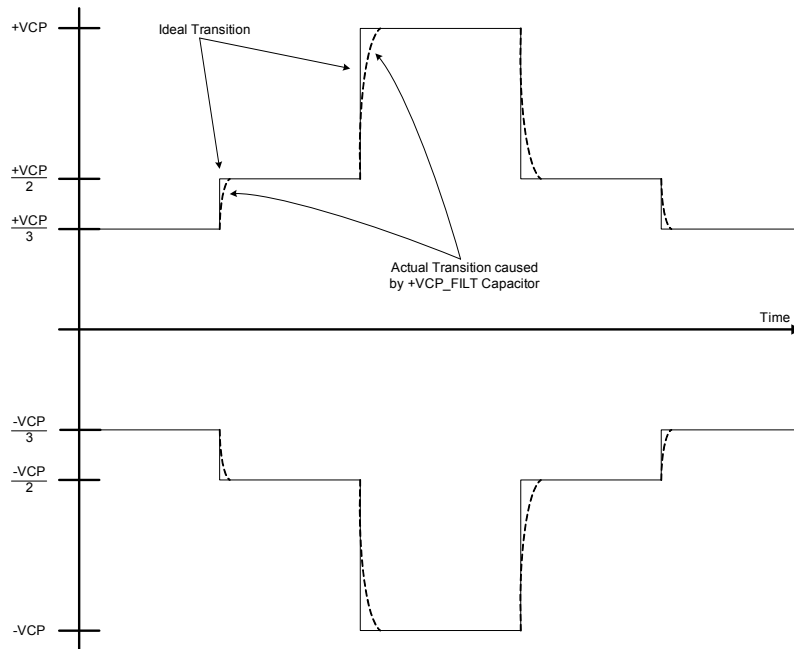 +VCP
Ideal Transition
+VCP
2
+VCP
3
Actual Transition caused
by +VCP_FILT Capacitor
Time
-VCP
3
-VCP
2
-VCP